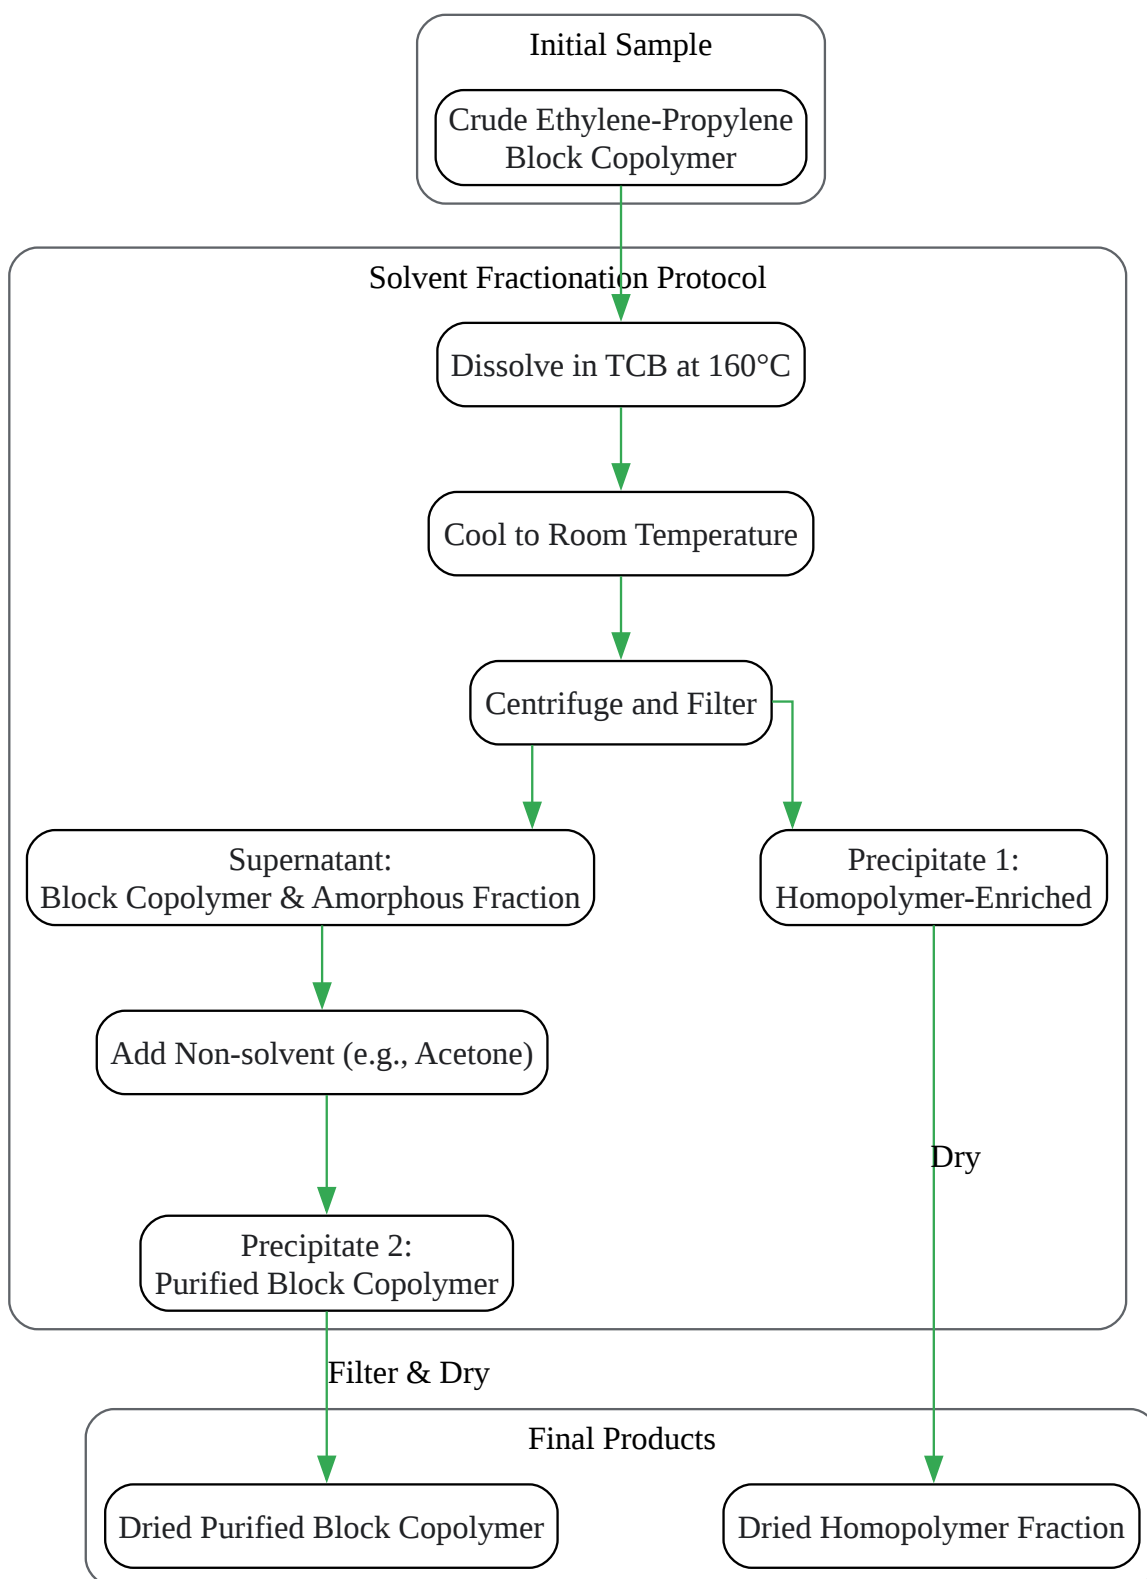 Initial Sample
Crude Ethylene-Propylene
Block Copolymer
Solvent Fractionation Protocol
Dissolve in TCB at 160°C
Cool to Room Temperature
Centrifuge and Filter
Supernatant:
Block Copolymer & Amorphous Fraction
Precipitate 1:
Homopolymer-Enriched
Add Non-solvent (e.g., Acetone)
Dry
Precipitate 2:
Purified Block Copolymer
Filter & Dry
Final Products
Dried Purified Block Copolymer
Dried Homopolymer Fraction